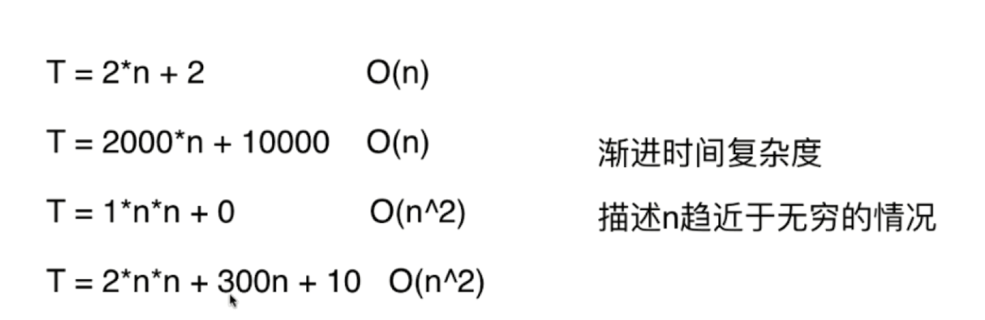 T = 2*n + 2 O(n)
T = 2000*n + 10000 O(n)
渐进时间复杂度
T = 1*n*n + 0 O(n^2)
描述n趋近于无穷的情况
T = 2*n*n + 300n + 10 O(n^2)